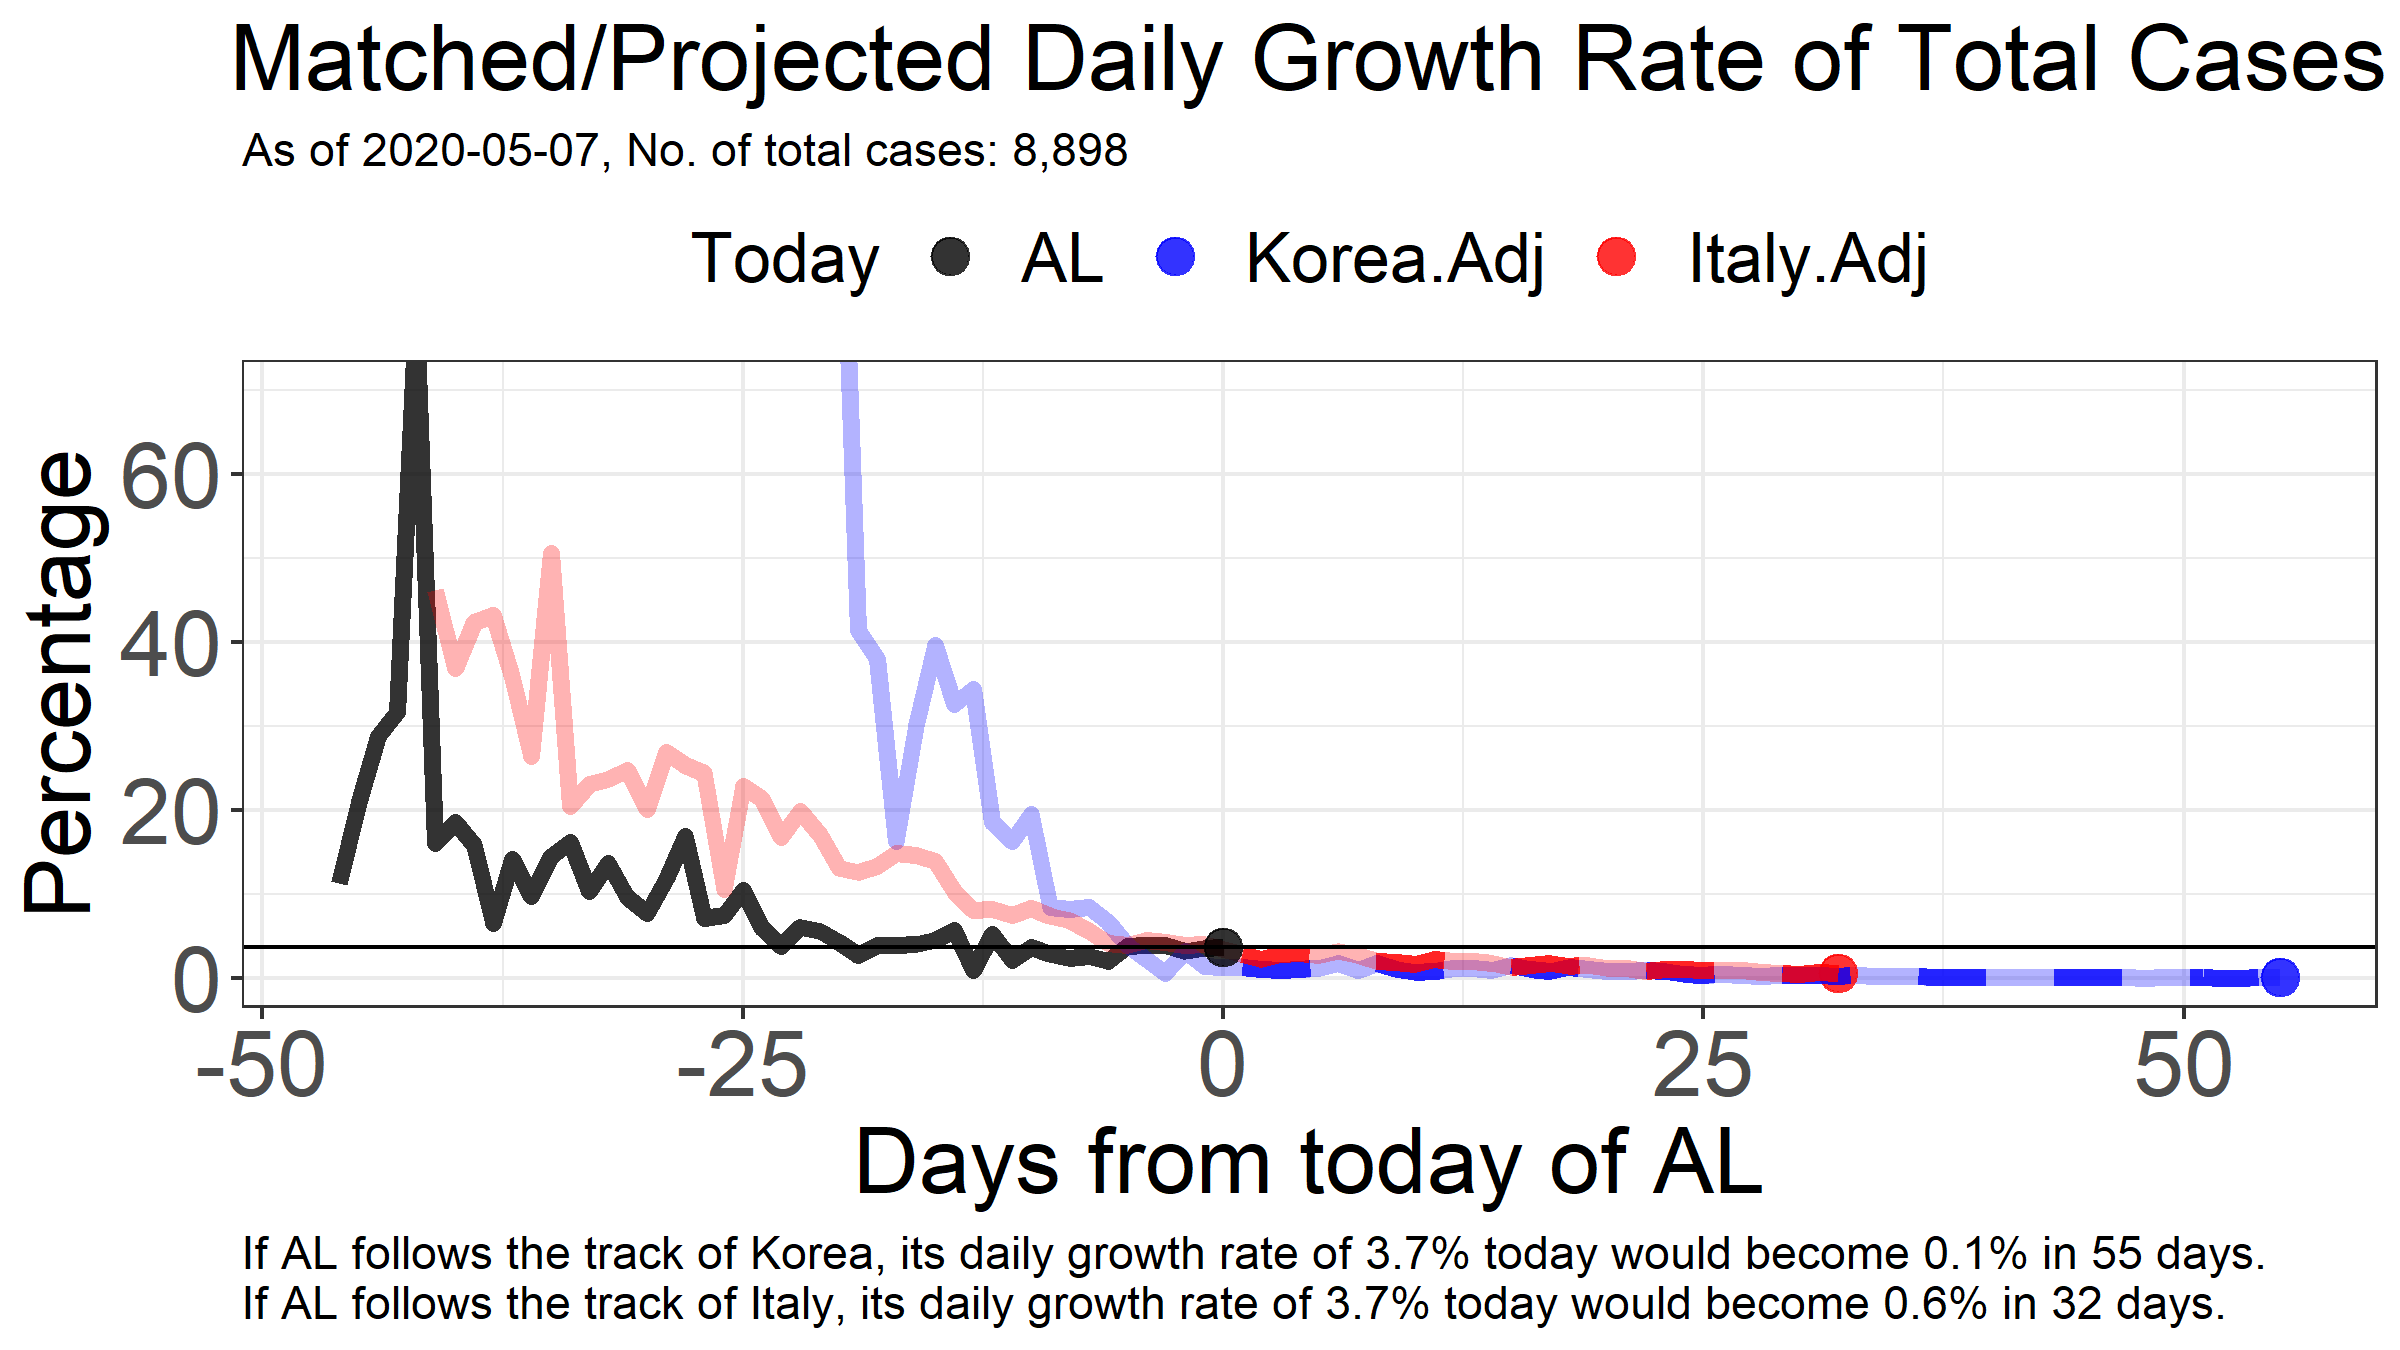 Matched/Projected Daily Growth Rate of Total Cases
As of 2020-05-07, No. of total cases: 8,898
Today AL Korea.Adj Italy.Adj
Percentage
60
40
20
0
-50 -25 0 25 50
Days from today of AL
If AL follows the track of Korea, its daily growth rate of 3.7% today would become 0.1% in 55 days.
If AL follows the track of Italy, its daily growth rate of 3.7% today would become 0.6% in 32 days.